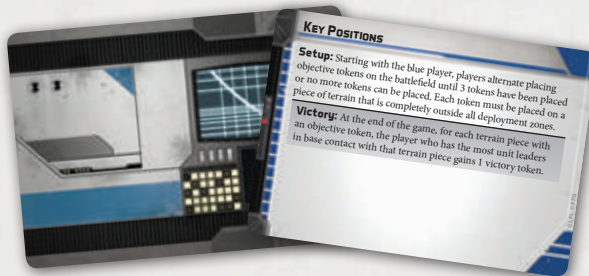 KEY POSITIONS
Setup: Starting with the blue player, players alternate placing
objective tokens on the battlefield until 3 tokens have been placed
or no more tokens can be placed. Each token must be placed on a
piece of terrain that is completely outside all deployment zones.
Victory: At the end of the game, for each terrain piece with
an objective token, the player who has the most unit leaders
in base contact with that terrain piece gains 1 victory token.